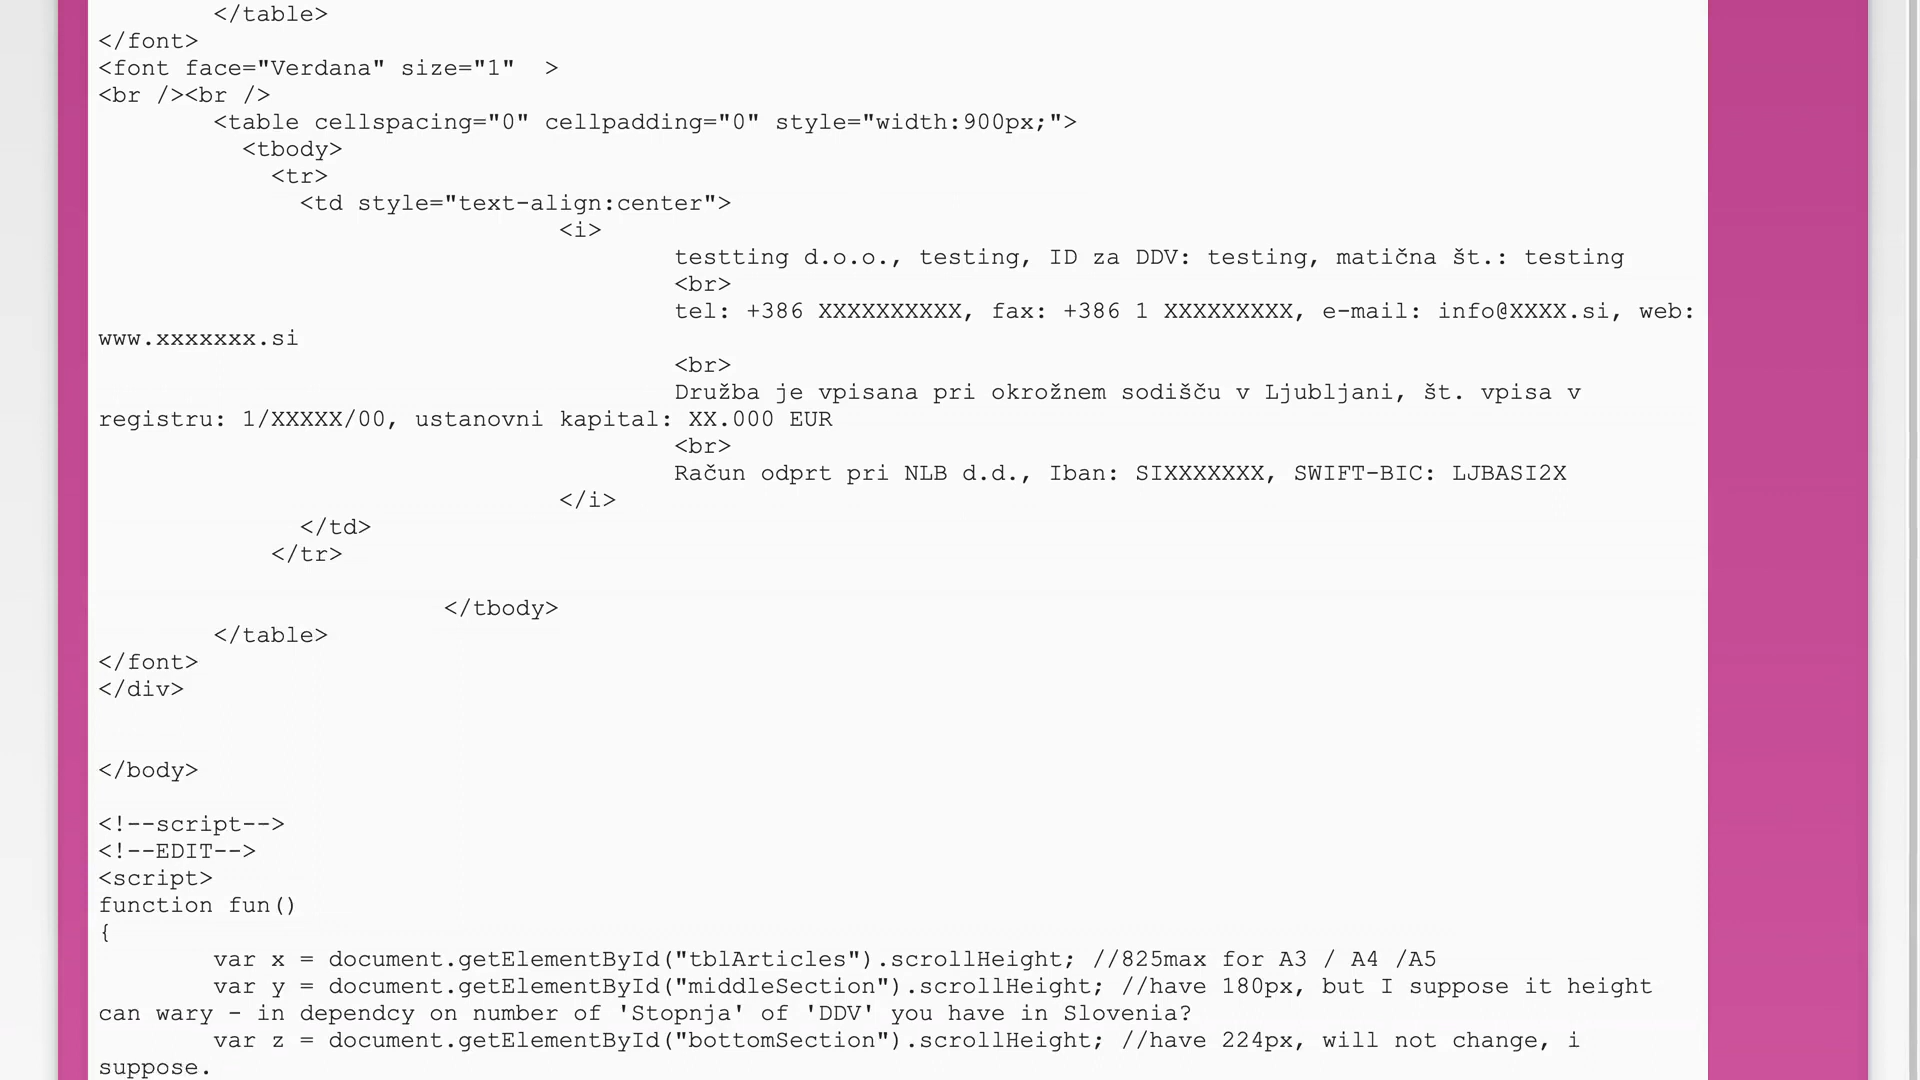 </table>
</font>
<font face="Verdana" size="1"  >
<br /><br />
<table cellspacing="0" cellpadding="0" style="width:900px;">
<tbody>
<tr>
<td style="text-align:center">
<i>
testting d.o.o., testing, ID za DDV: testing, matična št.: testing
<br>
tel: +386 XXXXXXXXXX, fax: +386 1 XXXXXXXXX, e-mail: info@XXXX.si, web:
www.xxxxxxx.si
<br>
Družba je vpisana pri okrožnem sodišču v Ljubljani, št. vpisa v
registru: 1/XXXXX/00, ustanovni kapital: XX.000 EUR
<br>
Račun odprt pri NLB d.d., Iban: SIXXXXXXX, SWIFT-BIC: LJBASI2X
</i>
</td>
</tr>
</tbody>
</table>
</font>
</div>
</body>
<!--script-->
<!--EDIT-->
<script>
function fun()
{
var x = document.getElementById("tblArticles").scrollHeight; //825max for A3 / A4 /A5
var y = document.getElementById("middleSection").scrollHeight; //have 180px, but I suppose it height
can wary - in dependcy on number of 'Stopnja' of 'DDV' you have in Slovenia?
var z = document.getElementById("bottomSection").scrollHeight; //have 224px, will not change, i
suppose.